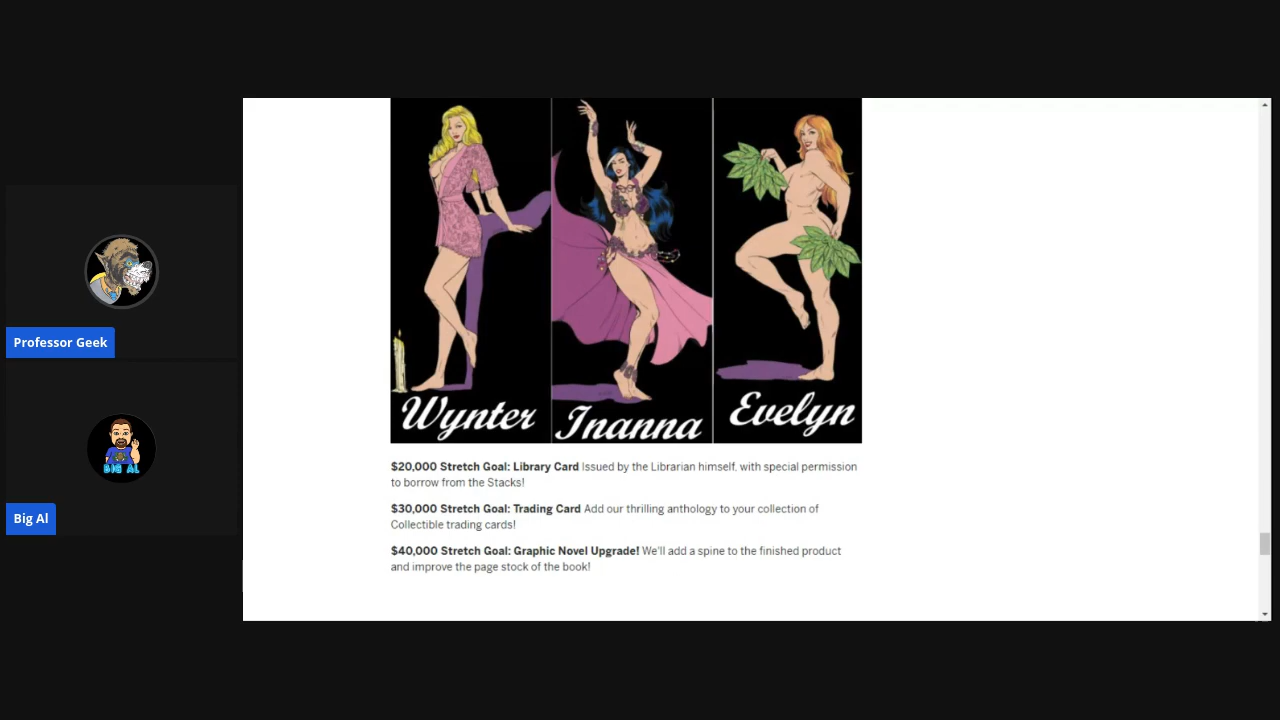 Professor Geek
BIG AL
Big Al
Wynter
Inanna
Evelyn
$20,000 Stretch Goal: Library Card Issued by the Librarian himself, with special permission
to borrow from the Stacks!
$30,000 Stretch Goal: Trading Card Add our thrilling anthology to your collection of
Collectible trading cards!
$40,000 Stretch Goal: Graphic Novel Upgrade! We'll add a spine to the finished product
and improve the page stock of the book!